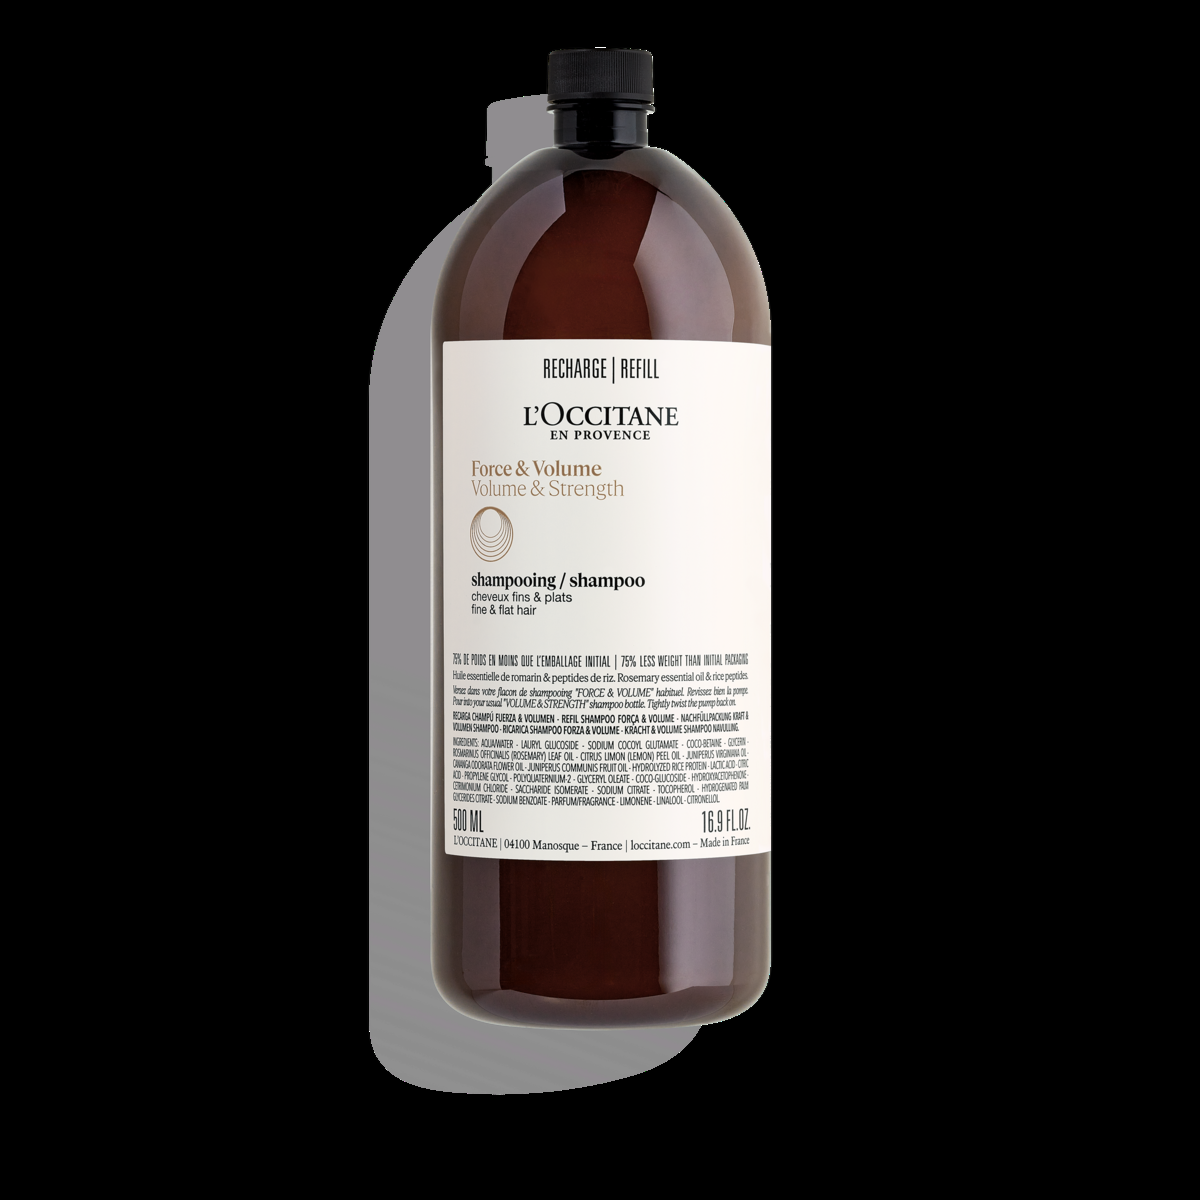 RECHARGE | REFILL
L'OCCITANE
EN PROVENCE
Force & Volume
Volume & Strength
shampooing / shampoo
cheveux fins & plats
fine & flat hair
75% DE POIDS EN MOINS QUE L'EMBALLAGE INITIAL | 75% LESS WEIGHT THAN INITIAL PACKAGING
Huile essentielle de romarin & peptides de riz. Rosemary essential oil & rice peptides.
Versez dans votre flacon de shampooing "FORCE & VOLUME" habituel. Revissez bien la pompe.
Pour into your usual "VOLUME & STRENGTH" shampoo bottle. Tightly twist the pump back on.
RECARGA CHAMPÚ FUERZA & VOLUMEN - REFIL SHAMPOO FORÇA & VOLUME - NACHFÜLLPACKUNG KRAFT &
VOLUMEN SHAMPOO - RICARICA SHAMPOO FORZA & VOLUME - KRACHT & VOLUME SHAMPOO NAVULLING.
INGREDIENTS: AQUA/WATER - LAURYL GLUCOSIDE - SODIUM COCOYL GLUTAMATE - COCO-BETAINE - GLYCERIN -
ROSMARINUS OFFICINALIS (ROSEMARY) LEAF OIL - CITRUS LIMON (LEMON) PEEL OIL - JUNIPERUS VIRGINIANA OIL -
CANANGA ODORATA FLOWER OIL - JUNIPERUS COMMUNIS FRUIT OIL - HYDROLYZED RICE PROTEIN - LACTIC ACID - CITRIC
ACID - PROPYLENE GLYCOL - POLYQUATERNIUM-2 - GLYCERYL OLEATE - COCO-GLUCOSIDE - HYDROXYACETOPHENONE -
CETRIMONIUM CHLORIDE - SACCHARIDE ISOMERATE - SODIUM CITRATE - TOCOPHEROL - HYDROGENATED PALM
GLYCERIDES CITRATE - SODIUM BENZOATE - PARFUM/FRAGRANCE - LIMONENE - LINALOOL - CITRONELLOL.
500 ML 16.9 FL.OZ.
L'OCCITANE | 04100 Manosque – France | loccitane.com – Made in France